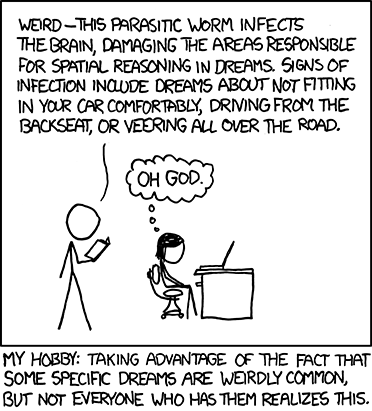 WEIRD—THIS PARASITIC WORM INFECTS
THE BRAIN, DAMAGING THE AREAS RESPONSIBLE
FOR SPATIAL REASONING IN DREAMS. SIGNS OF
INFECTION INCLUDE DREAMS ABOUT NOT FITTING
IN YOUR CAR COMFORTABLY, DRIVING FROM THE
BACKSEAT, OR VEERING ALL OVER THE ROAD.
OH GOD.
MY HOBBY: TAKING ADVANTAGE OF THE FACT THAT
SOME SPECIFIC DREAMS ARE WEIRDLY COMMON,
BUT NOT EVERYONE WHO HAS THEM REALIZES THIS.